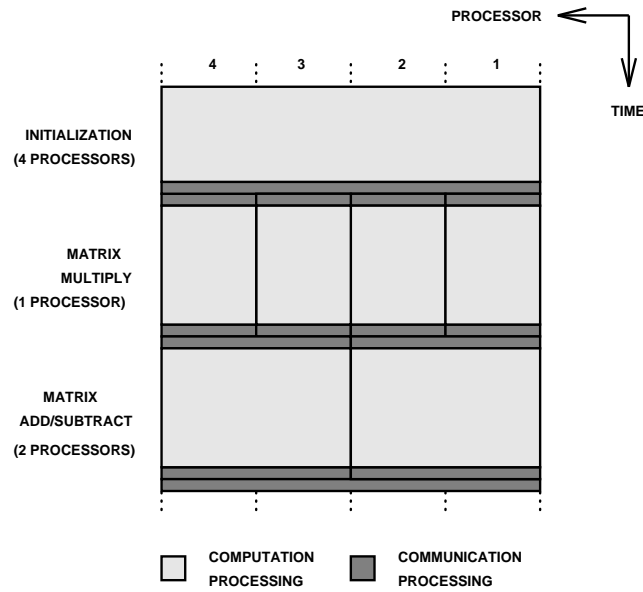 PROCESSOR
TIME
4 3 2 1
INITIALIZATION
(4 PROCESSORS)
MATRIX
MULTIPLY
(1 PROCESSOR)
MATRIX
ADD/SUBTRACT
(2 PROCESSORS)
COMPUTATION
PROCESSING
COMMUNICATION
PROCESSING